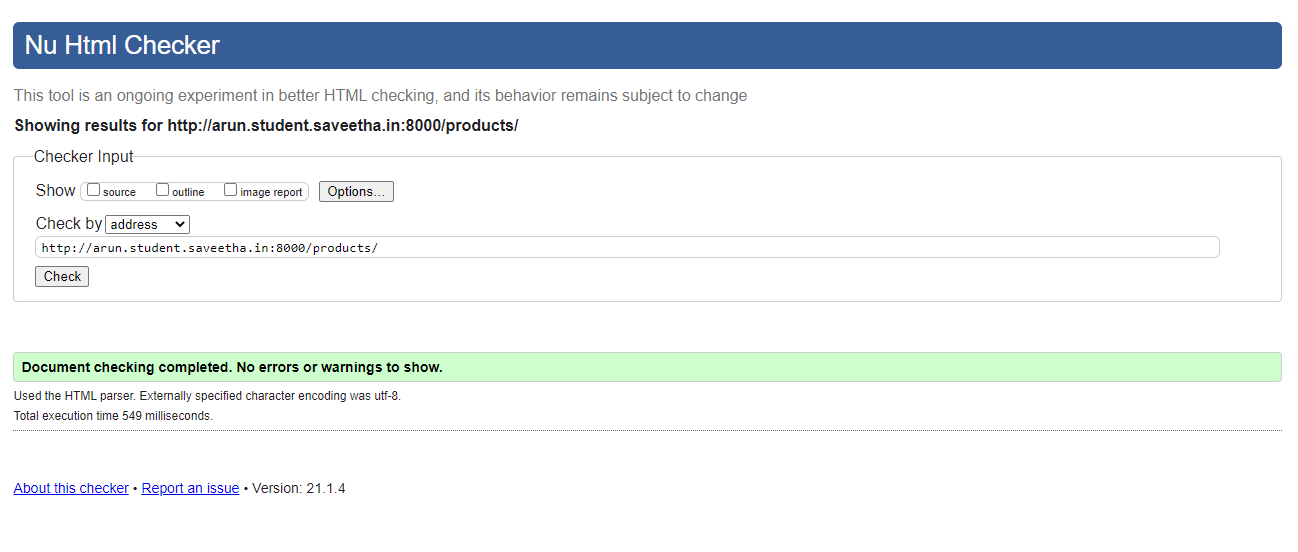 Nu Html Checker
This tool is an ongoing experiment in better HTML checking, and its behavior remains subject to change
Showing results for http://arun.student.saveetha.in:8000/products/
Checker Input
Show source outline image report Options...
Check by address
http://arun.student.saveetha.in:8000/products/
Check
Document checking completed. No errors or warnings to show.
Used the HTML parser. Externally specified character encoding was utf-8.
Total execution time 549 milliseconds.
About this checker • Report an issue • Version: 21.1.4